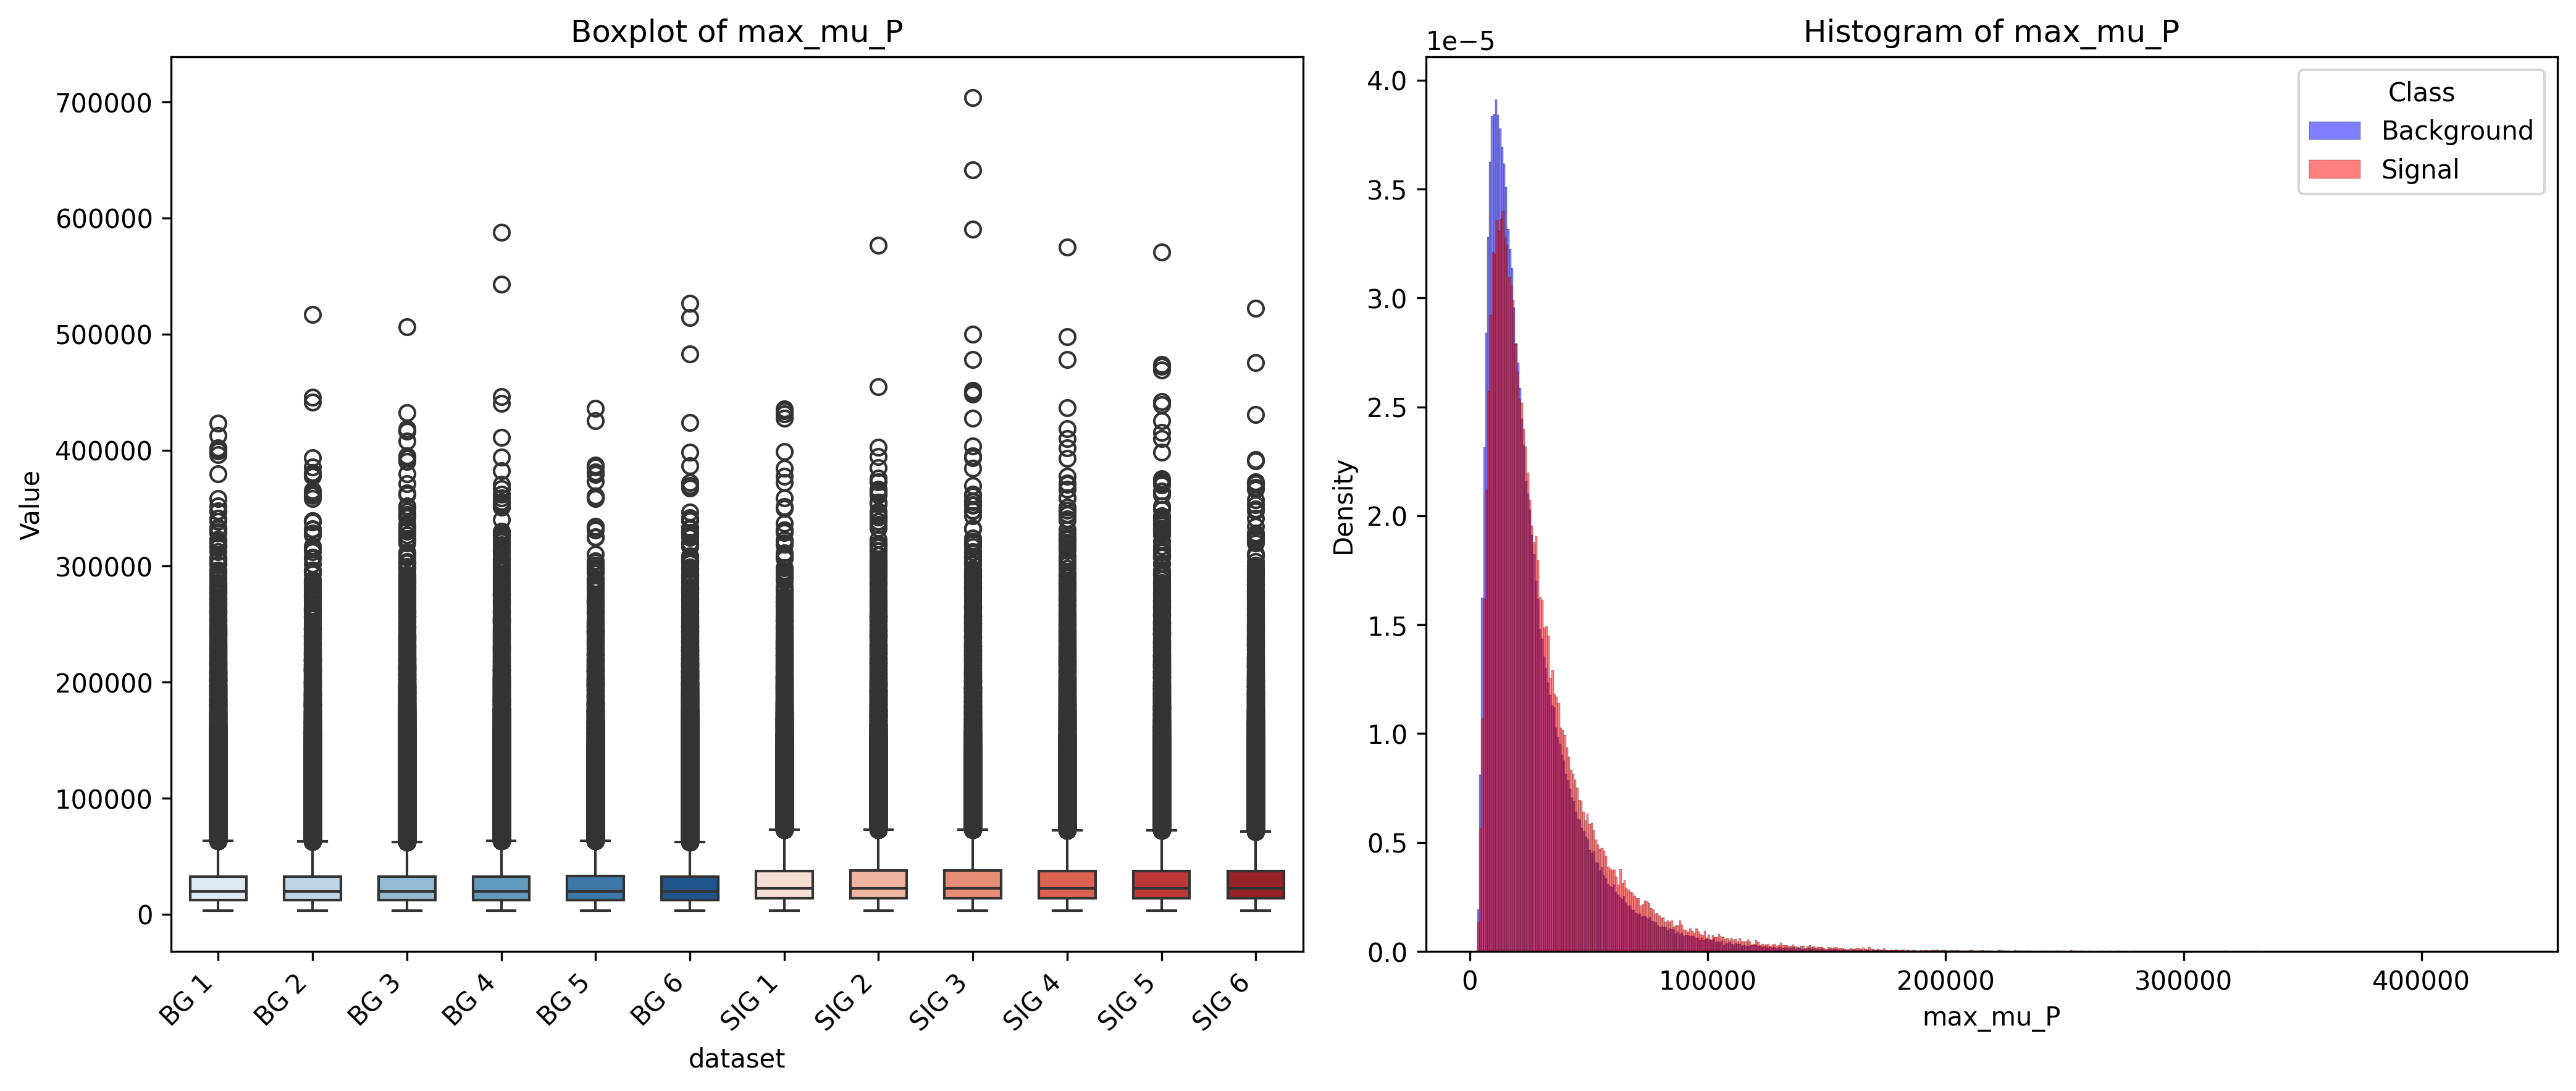 Boxplot of max_mu_P
Value
700000
600000
500000
400000
300000
200000
100000
0
BG 1
BG 2
BG 3
BG 4
BG 5
BG 6
SIG 1
SIG 2
SIG 3
SIG 4
SIG 5
SIG 6
dataset
Histogram of max_mu_P
1e−5
Density
4.0
3.5
3.0
2.5
2.0
1.5
1.0
0.5
0.0
0
100000
200000
300000
400000
max_mu_P
Class
Background
Signal